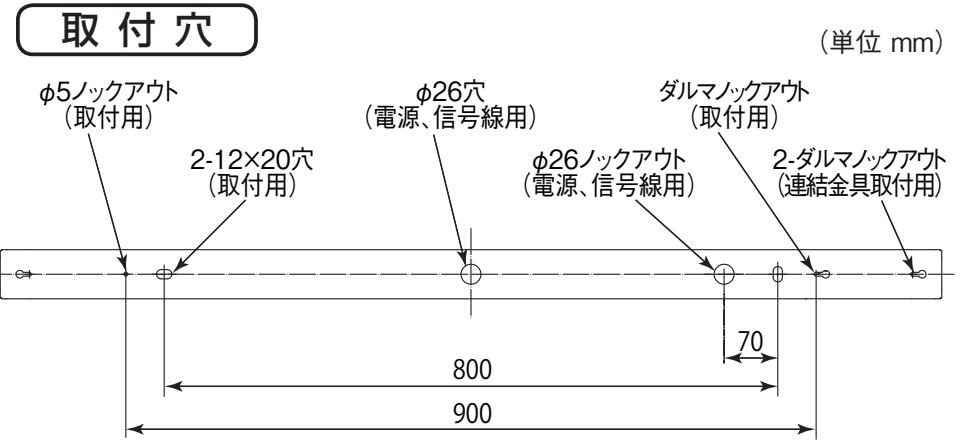 取付穴
(単位 mm)
φ5ノックアウト
(取付用)
φ26穴
(電源、信号線用)
ダルマノックアウト
(取付用)
2-12×20穴
(取付用)
φ26ノックアウト
(電源、信号線用)
2-ダルマノックアウト
(連結金具取付用)
70
800
900